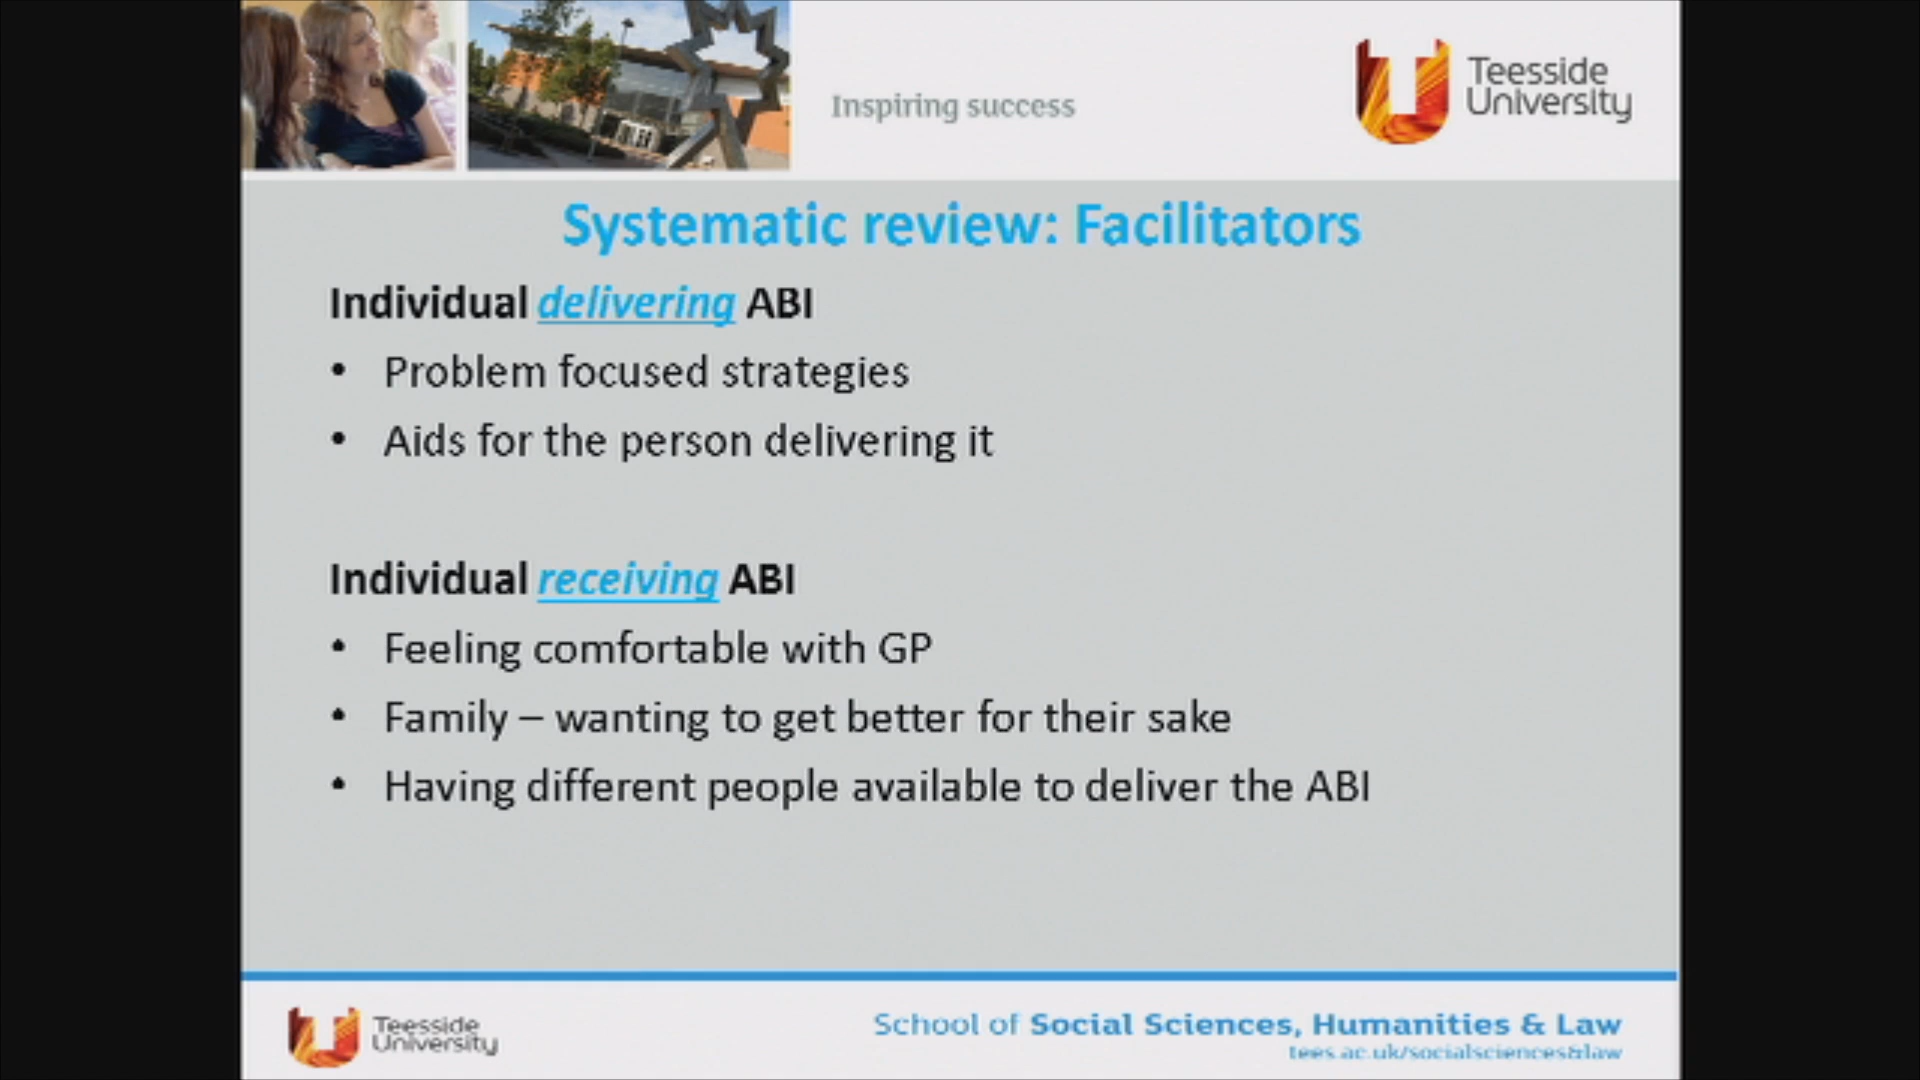 Inspiring success
Teesside
University
Systematic review: Facilitators
Individual delivering ABI
• Problem focused strategies
• Aids for the person delivering it
Individual receiving ABI
• Feeling comfortable with GP
• Family – wanting to get better for their sake
• Having different people available to deliver the ABI
Teesside
University
School of Social Sciences, Humanities & Law
tees.ac.uk/socialsciences&law